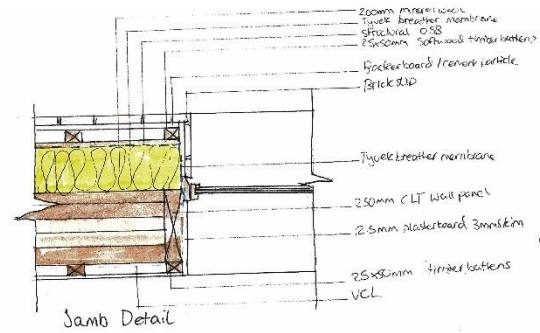 200mm mineral wool
Tyvek breather membrane
structural OSB
25x50mm softwood timber battens
Backerboard / cement particle
Brick slip
Tyvek breather membrane
250mm CLT wall panel
12.5mm plasterboard 3mm skim
25x50mm timber battens
VCL
Jamb Detail